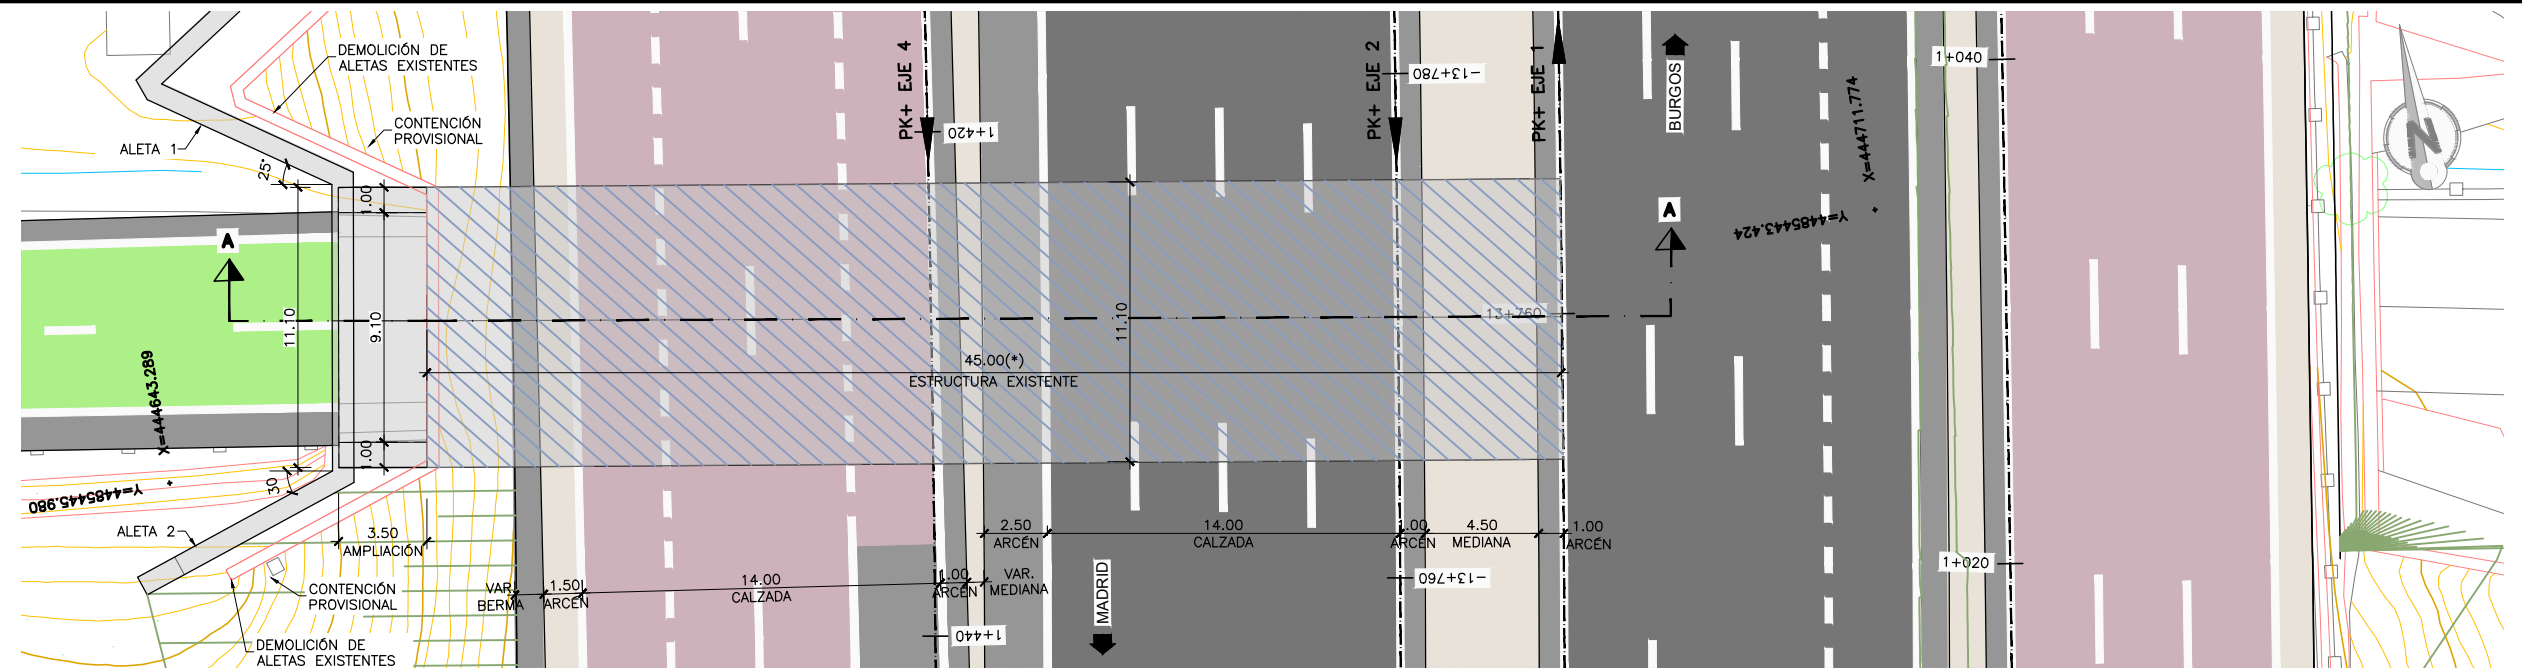 DEMOLICIÓN DE
ALETAS EXISTENTES
CONTENCIÓN
PROVISIONAL
ALETA 1
25°
1.00
A
11.10
9.10
1.00
30
X=444643.289
Y=4485445.980
ALETA 2
3.50
AMPLIACIÓN
CONTENCIÓN
PROVISIONAL
DEMOLICIÓN DE
ALETAS EXISTENTES
PK+ EJE 4
1+420
PK+ EJE 2
-13+780
PK+ EJE 1
BURGOS
X=444711.774
Y=4485443.424
A
1+040
N
11.10
13+760
45.00(*)
ESTRUCTURA EXISTENTE
2.50
ARCÉN
14.00
CALZADA
1.00
ARCÉN
4.50
MEDIANA
1.00
ARCÉN
VAR.
BERMA
1.50
ARCÉN
14.00
CALZADA
1.00
ARCÉN
VAR.
MEDIANA
MADRID
1+440
-13+760
1+020